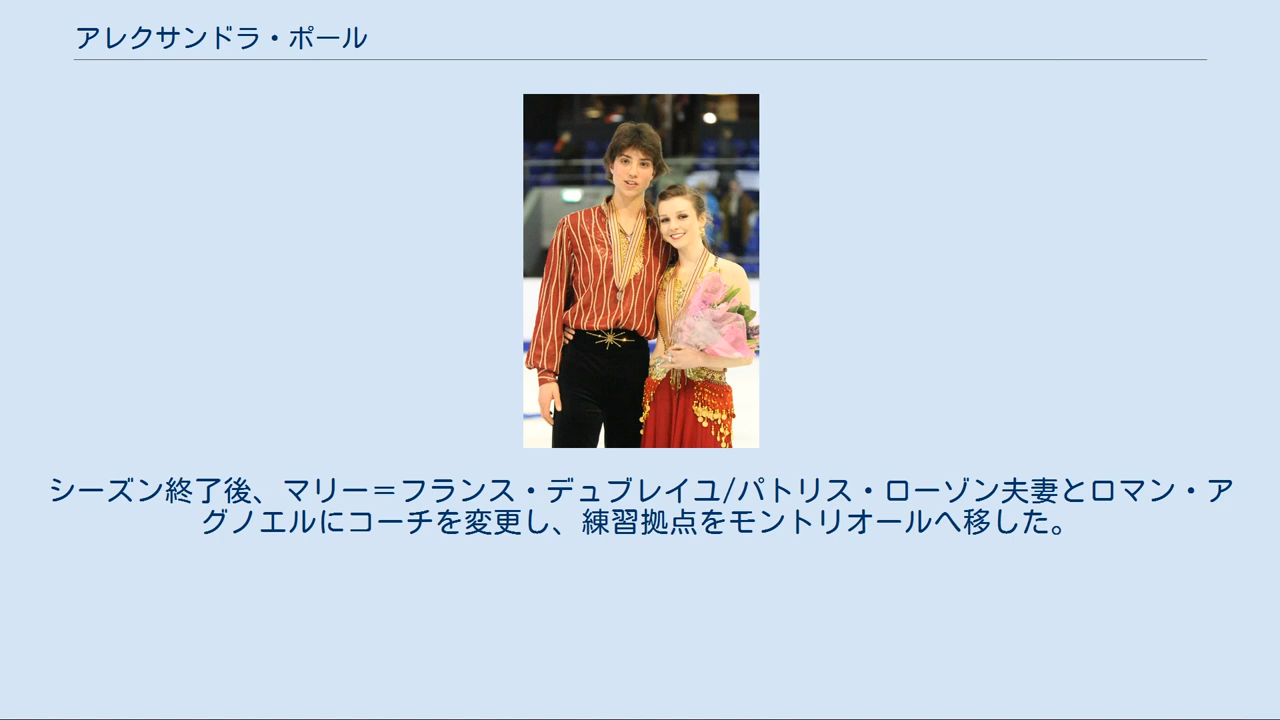 アレクサンドラ・ポール
シーズン終了後、マリー＝フランス・デュブレイユ/パトリス・ローゾン夫妻とロマン・ア
グノエルにコーチを変更し、練習拠点をモントリオールへ移した。